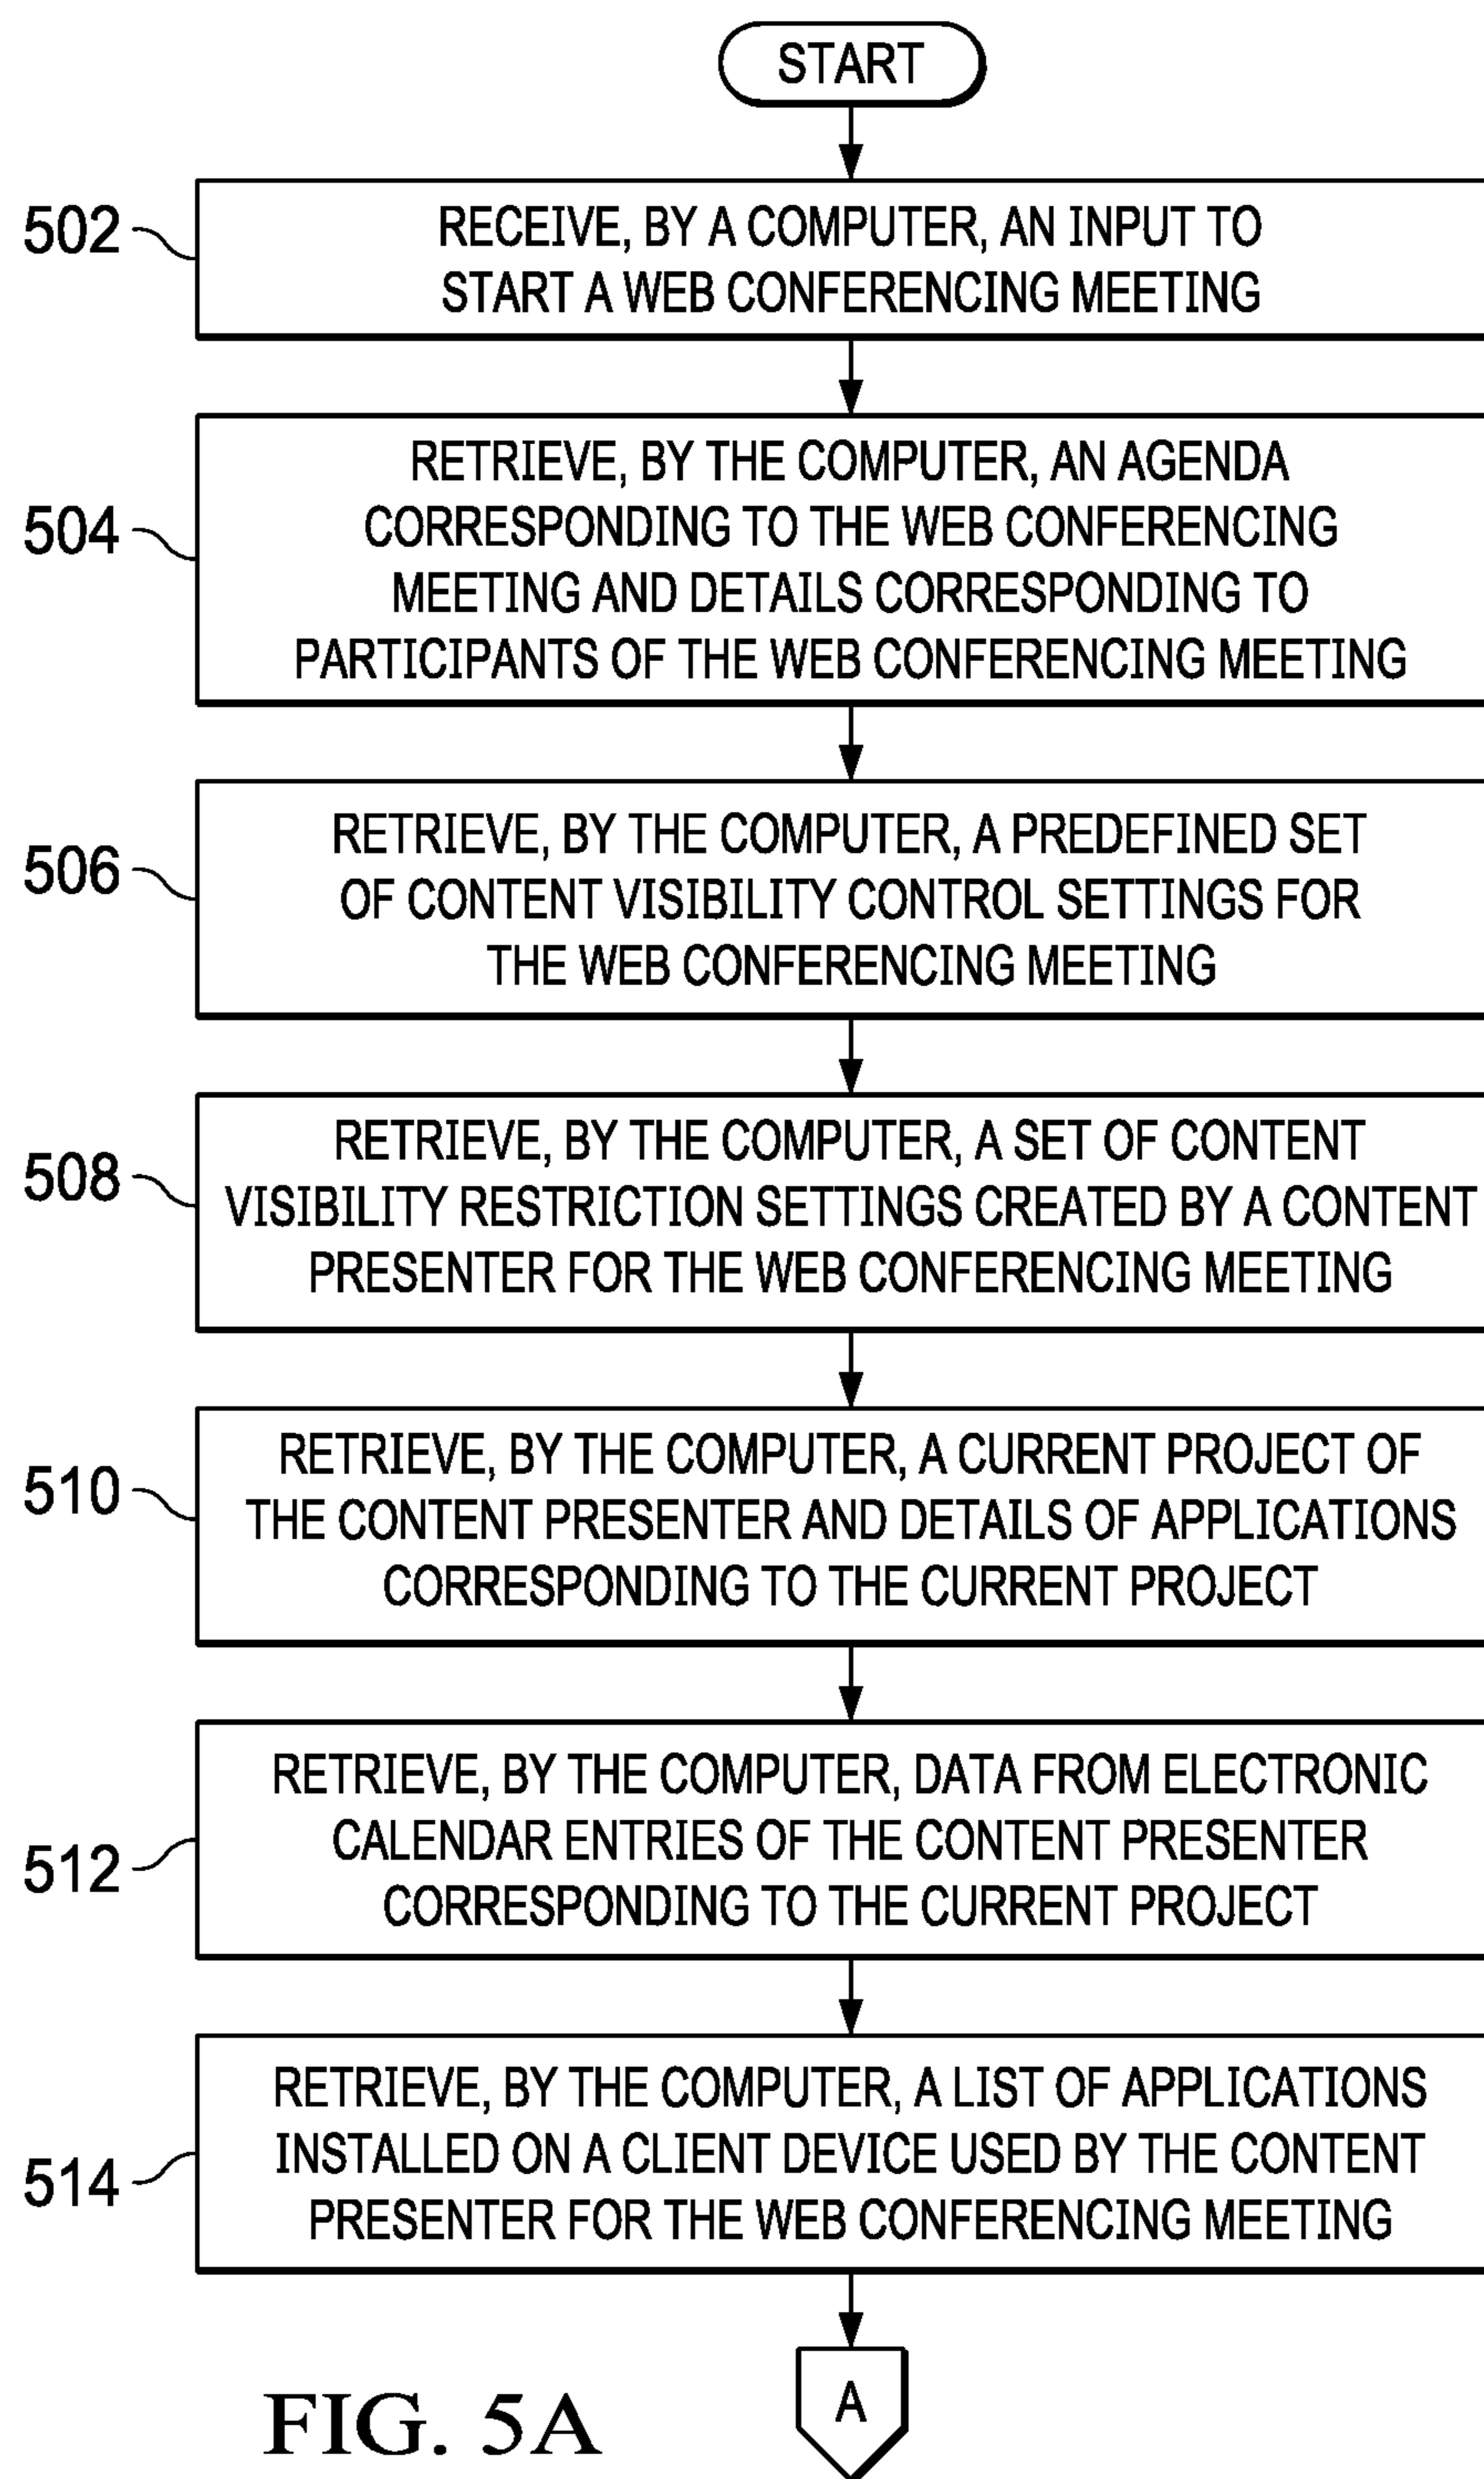 START
502
RECEIVE, BY A COMPUTER, AN INPUT TO
START A WEB CONFERENCING MEETING
504
RETRIEVE, BY THE COMPUTER, AN AGENDA
CORRESPONDING TO THE WEB CONFERENCING
MEETING AND DETAILS CORRESPONDING TO
PARTICIPANTS OF THE WEB CONFERENCING MEETING
506
RETRIEVE, BY THE COMPUTER, A PREDEFINED SET
OF CONTENT VISIBILITY CONTROL SETTINGS FOR
THE WEB CONFERENCING MEETING
508
RETRIEVE, BY THE COMPUTER, A SET OF CONTENT
VISIBILITY RESTRICTION SETTINGS CREATED BY A CONTENT
PRESENTER FOR THE WEB CONFERENCING MEETING
510
RETRIEVE, BY THE COMPUTER, A CURRENT PROJECT OF
THE CONTENT PRESENTER AND DETAILS OF APPLICATIONS
CORRESPONDING TO THE CURRENT PROJECT
512
RETRIEVE, BY THE COMPUTER, DATA FROM ELECTRONIC
CALENDAR ENTRIES OF THE CONTENT PRESENTER
CORRESPONDING TO THE CURRENT PROJECT
514
RETRIEVE, BY THE COMPUTER, A LIST OF APPLICATIONS
INSTALLED ON A CLIENT DEVICE USED BY THE CONTENT
PRESENTER FOR THE WEB CONFERENCING MEETING
A
FIG. 5A